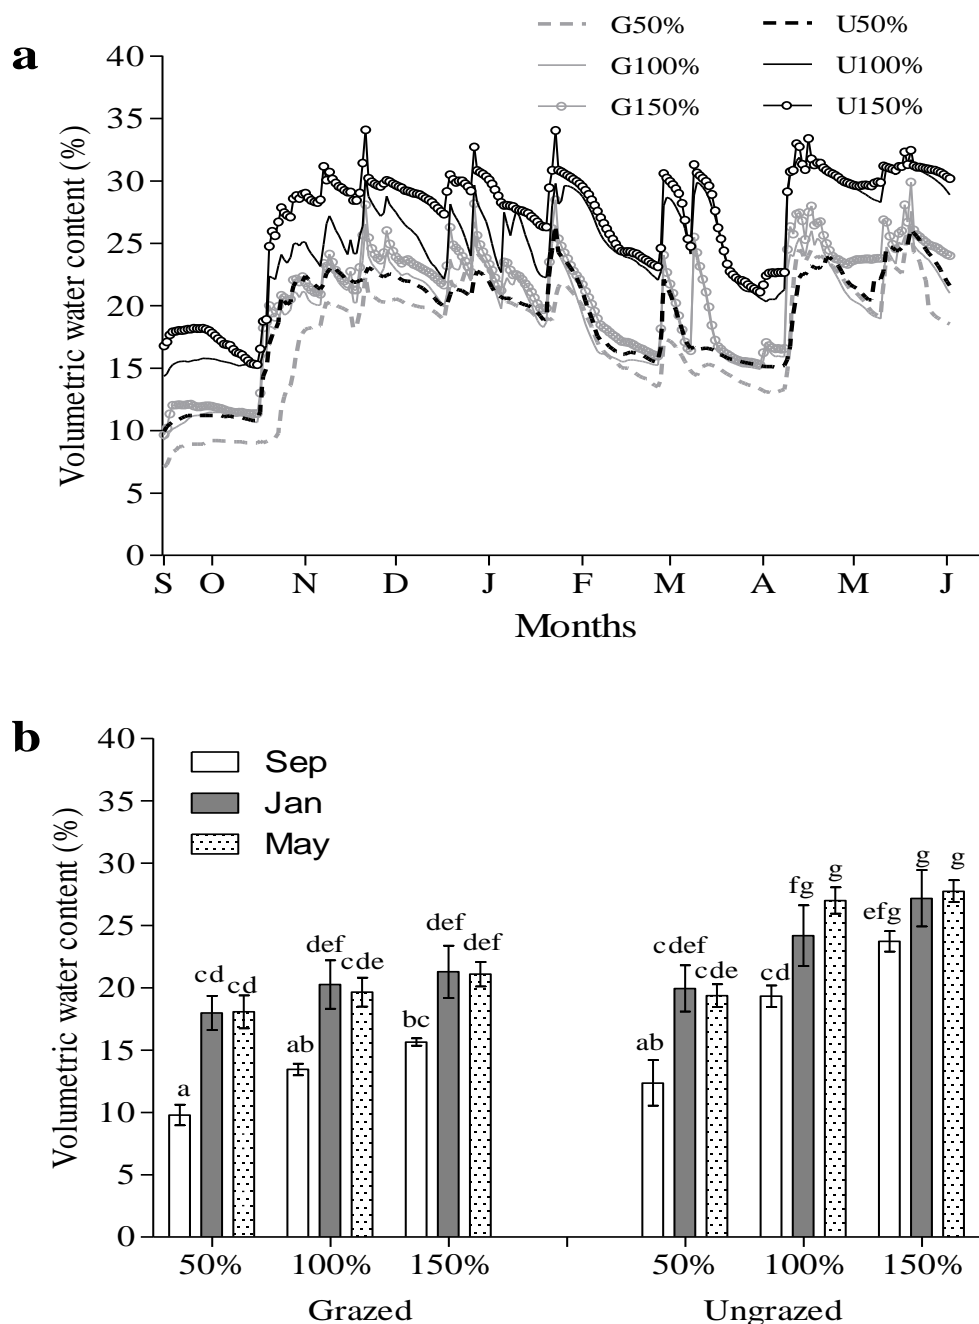 G50% U50%
a
G100% U100%
G150% U150%
40
35
30
25
20
15
10
5
0
Volumetric water content (%)
S O N D J F M A M J
Months
b
40
35
30
25
20
15
10
5
0
Volumetric water content (%)
Sep
Jan
May
a cd cd ab def cde bc def def ab cdef cde cd fg g efg g g
50% 100% 150% 50% 100% 150%
Grazed Ungrazed